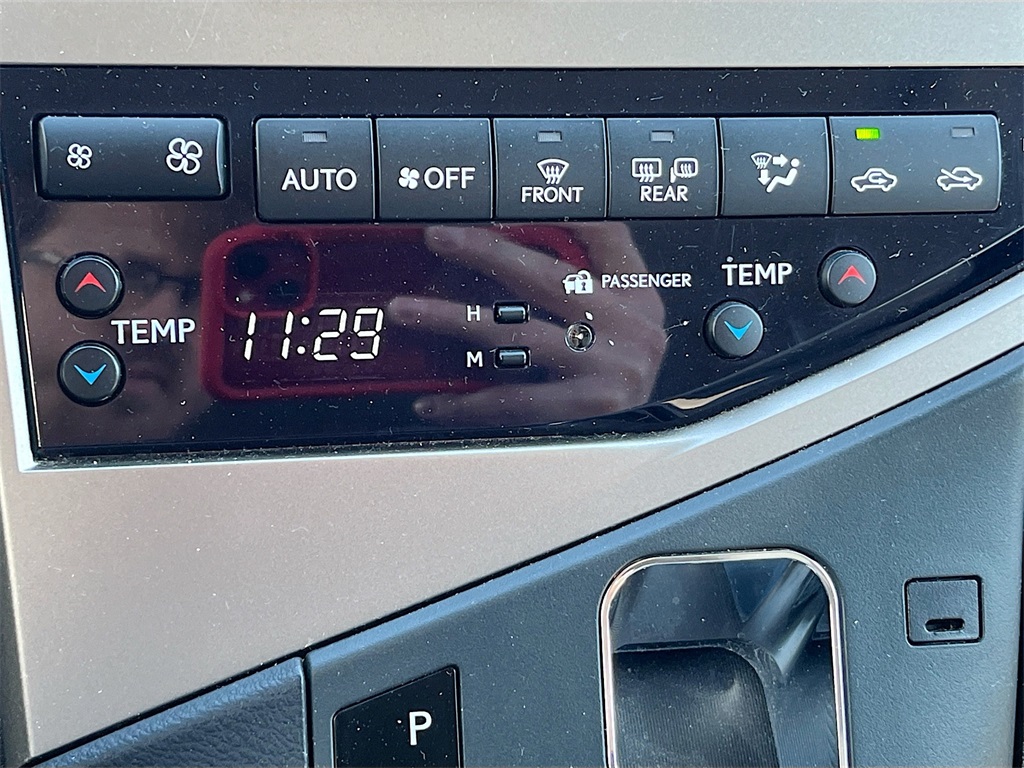 AUTO
OFF
FRONT
REAR
PASSENGER
TEMP
TEMP
11:29
H
M
P